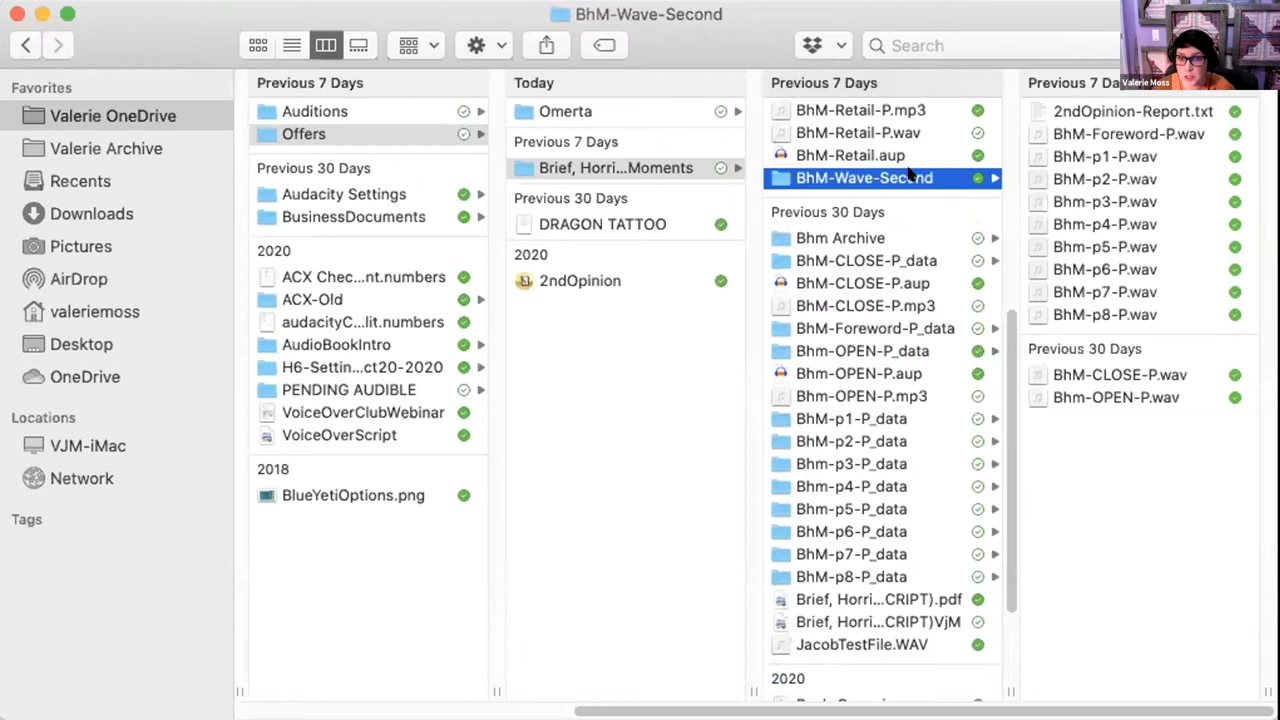 BhM-Wave-Second
Search
Valerie Moss
Favorites
Valerie OneDrive
Valerie Archive
Recents
Downloads
Pictures
AirDrop
valeriemoss
Desktop
OneDrive
Locations
VJM-iMac
Network
Tags
Previous 7 Days
Auditions
Offers
Previous 30 Days
Audacity Settings
BusinessDocuments
2020
ACX Chec...nt.numbers
ACX-Old
audacityC...lit.numbers
AudioBookIntro
H6-Settin...ct20-2020
PENDING AUDIBLE
VoiceOverClubWebinar
VoiceOverScript
2018
BlueYetiOptions.png
Today
Omerta
Previous 7 Days
Brief, Horri...Moments
Previous 30 Days
DRAGON TATTOO
2020
2ndOpinion
Previous 7 Days
BhM-Retail-P.mp3
BhM-Retail-P.wav
BhM-Retail.aup
BhM-Wave-Second
Previous 30 Days
Bhm Archive
BhM-CLOSE-P_data
BhM-CLOSE-P.aup
BhM-CLOSE-P.mp3
BhM-Foreword-P_data
Bhm-OPEN-P_data
Bhm-OPEN-P.aup
Bhm-OPEN-P.mp3
BhM-p1-P_data
BhM-p2-P_data
Bhm-p3-P_data
Bhm-p4-P_data
Bhm-p5-P_data
BhM-p6-P_data
BhM-p7-P_data
BhM-p8-P_data
Brief, Horri...CRIPT).pdf
Brief, Horri...CRIPT)VjM
JacobTestFile.WAV
2020
Previous 7 Days
2ndOpinion-Report.txt
BhM-Foreword-P.wav
BhM-p1-P.wav
BhM-p2-P.wav
Bhm-p3-P.wav
Bhm-p4-P.wav
Bhm-p5-P.wav
BhM-p6-P.wav
BhM-p7-P.wav
BhM-p8-P.wav
Previous 30 Days
BhM-CLOSE-P.wav
Bhm-OPEN-P.wav